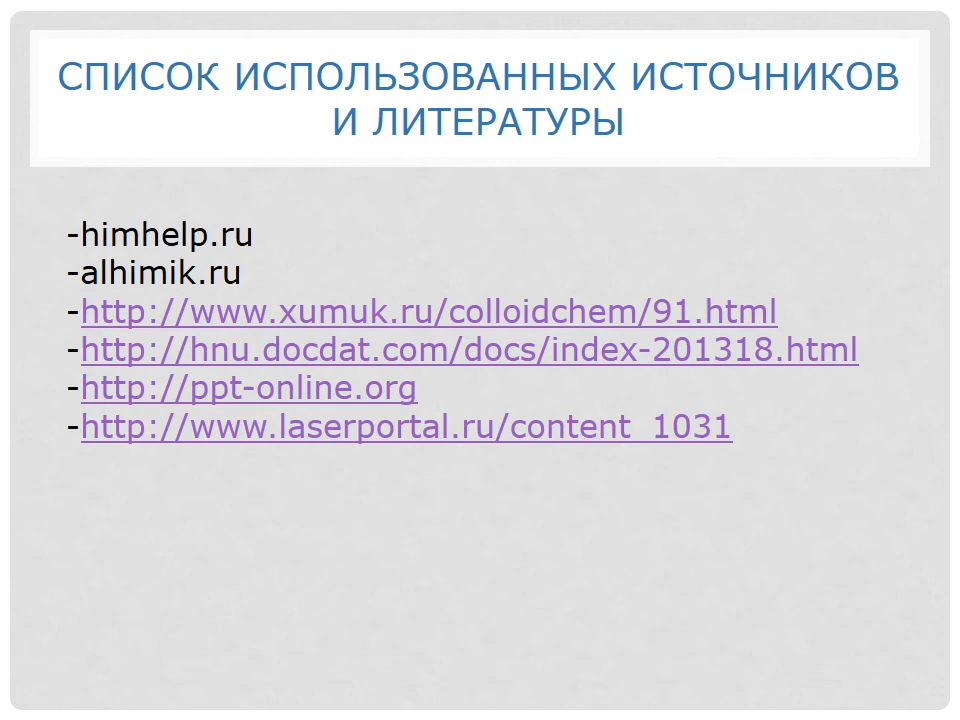 СПИСОК ИСПОЛЬЗОВАННЫХ ИСТОЧНИКОВ
И ЛИТЕРАТУРЫ
-himhelp.ru
-alhimik.ru
-http://www.xumuk.ru/colloidchem/91.html
-http://hnu.docdat.com/docs/index-201318.html
-http://ppt-online.org
-http://www.laserportal.ru/content_1031